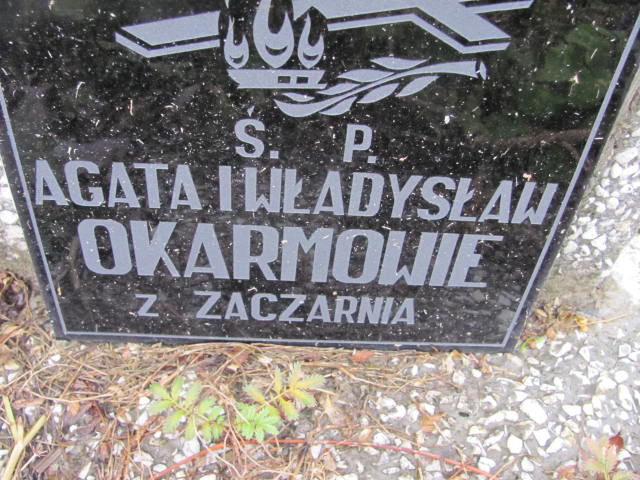 Ś. P.
AGATA I WŁADYSŁAW
OKARMOWIE
Z ZACZARNIA